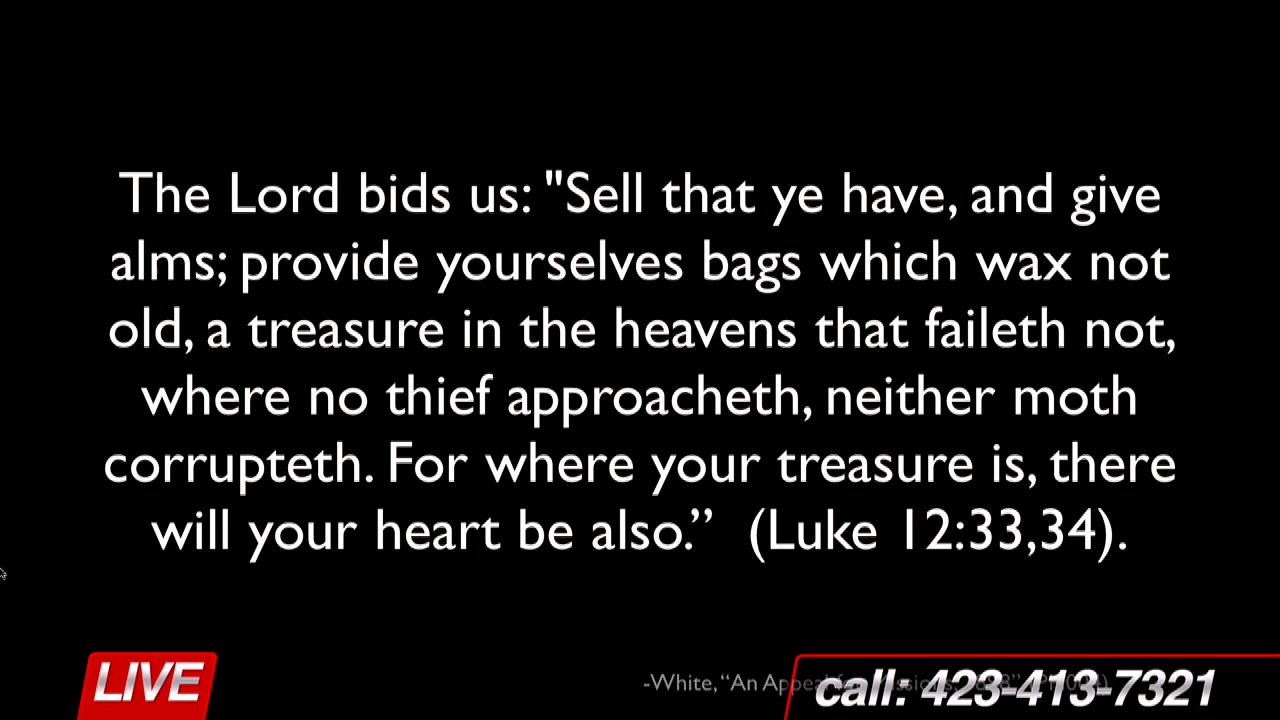 The Lord bids us: "Sell that ye have, and give
alms; provide yourselves bags which wax not
old, a treasure in the heavens that faileth not,
where no thief approacheth, neither moth
corrupteth. For where your treasure is, there
will your heart be also.” (Luke 12:33,34).
LIVE
-White, “An Appeal
call: 423-413-7321